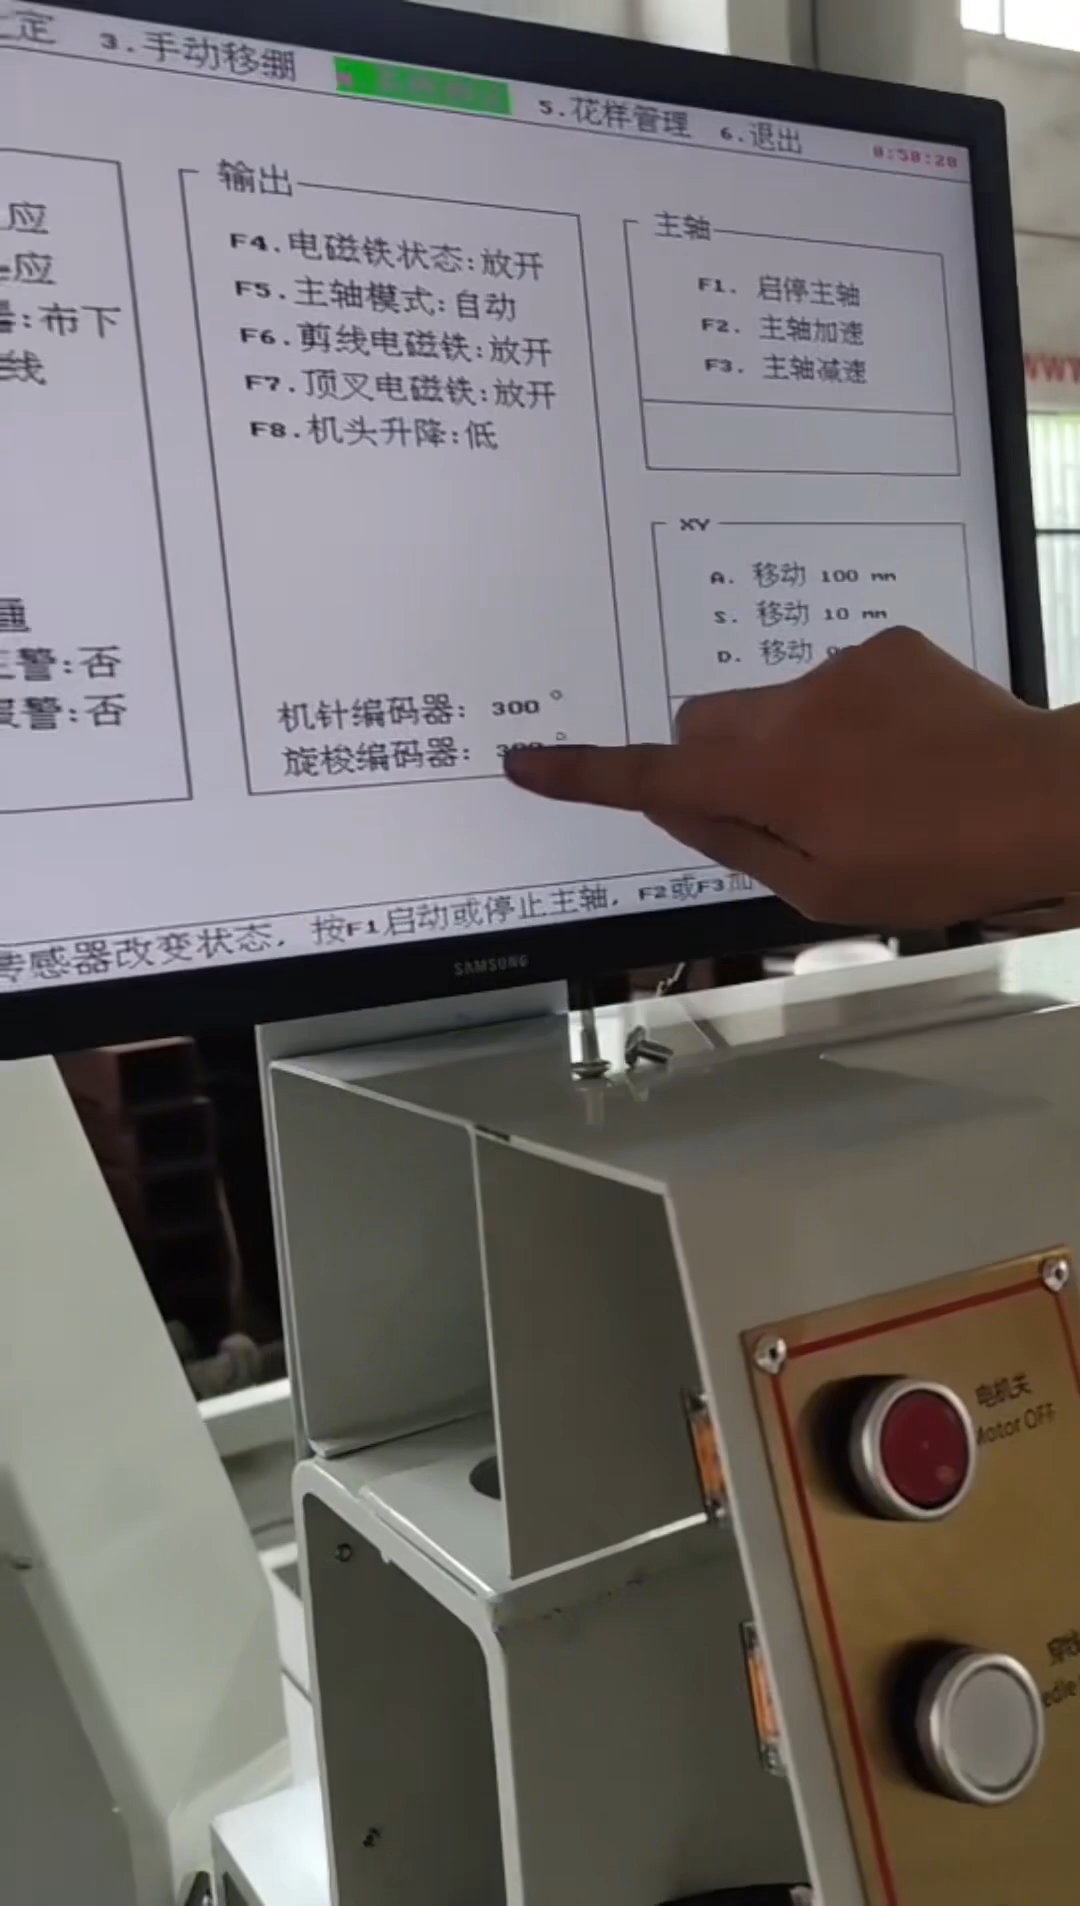 定 3.手动移绷 5.花样管理 6.退出 8:58:28
应
应
:布下
线
警:否
警:否
输出
F4.电磁铁状态:放开
F5.主轴模式:自动
F6.剪线电磁铁:放开
F7.顶叉电磁铁:放开
F8.机头升降:低
机针编码器: 300°
旋梭编码器:
主轴
F1. 启停主轴
F2. 主轴加速
F3. 主轴减速
XY
A. 移动 100 mm
S. 移动 10 mm
D. 移动
传感器改变状态, 按F1启动或停止主轴, F2或F3加
SAMSUNG
WW
电机关
Motor OFF